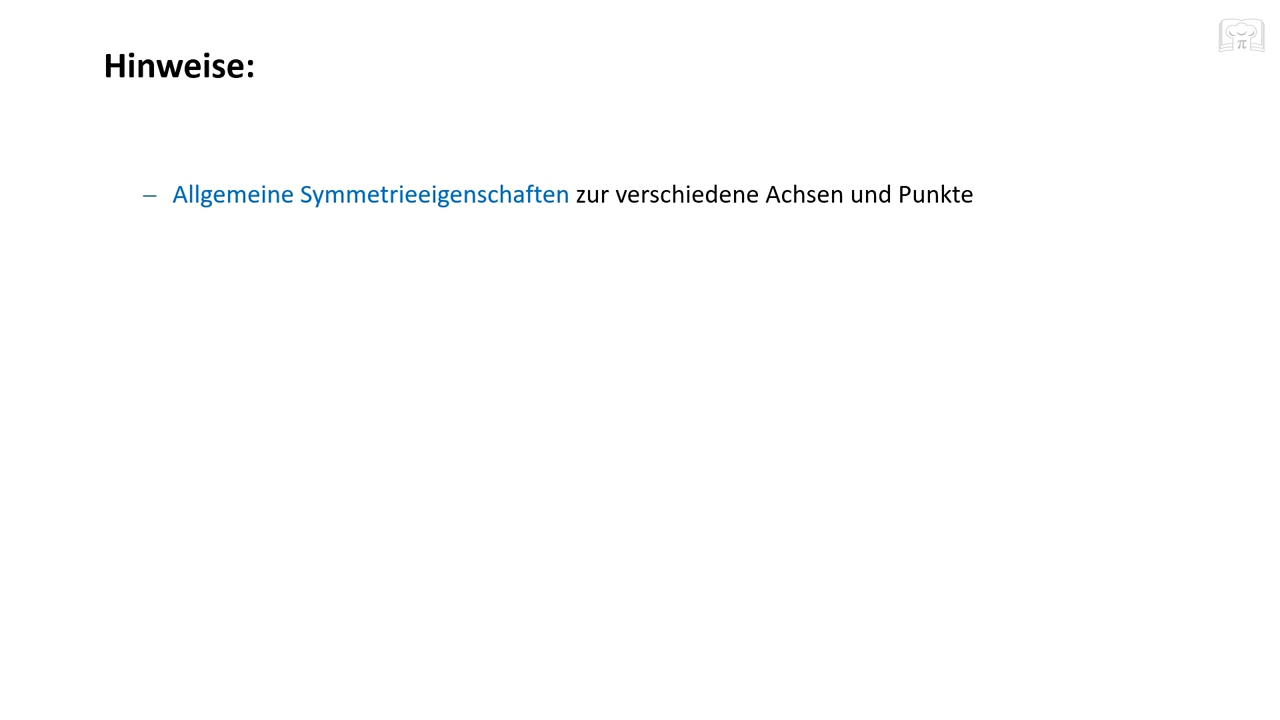 Hinweise:
– Allgemeine Symmetrieeigenschaften zur verschiedene Achsen und Punkte
π